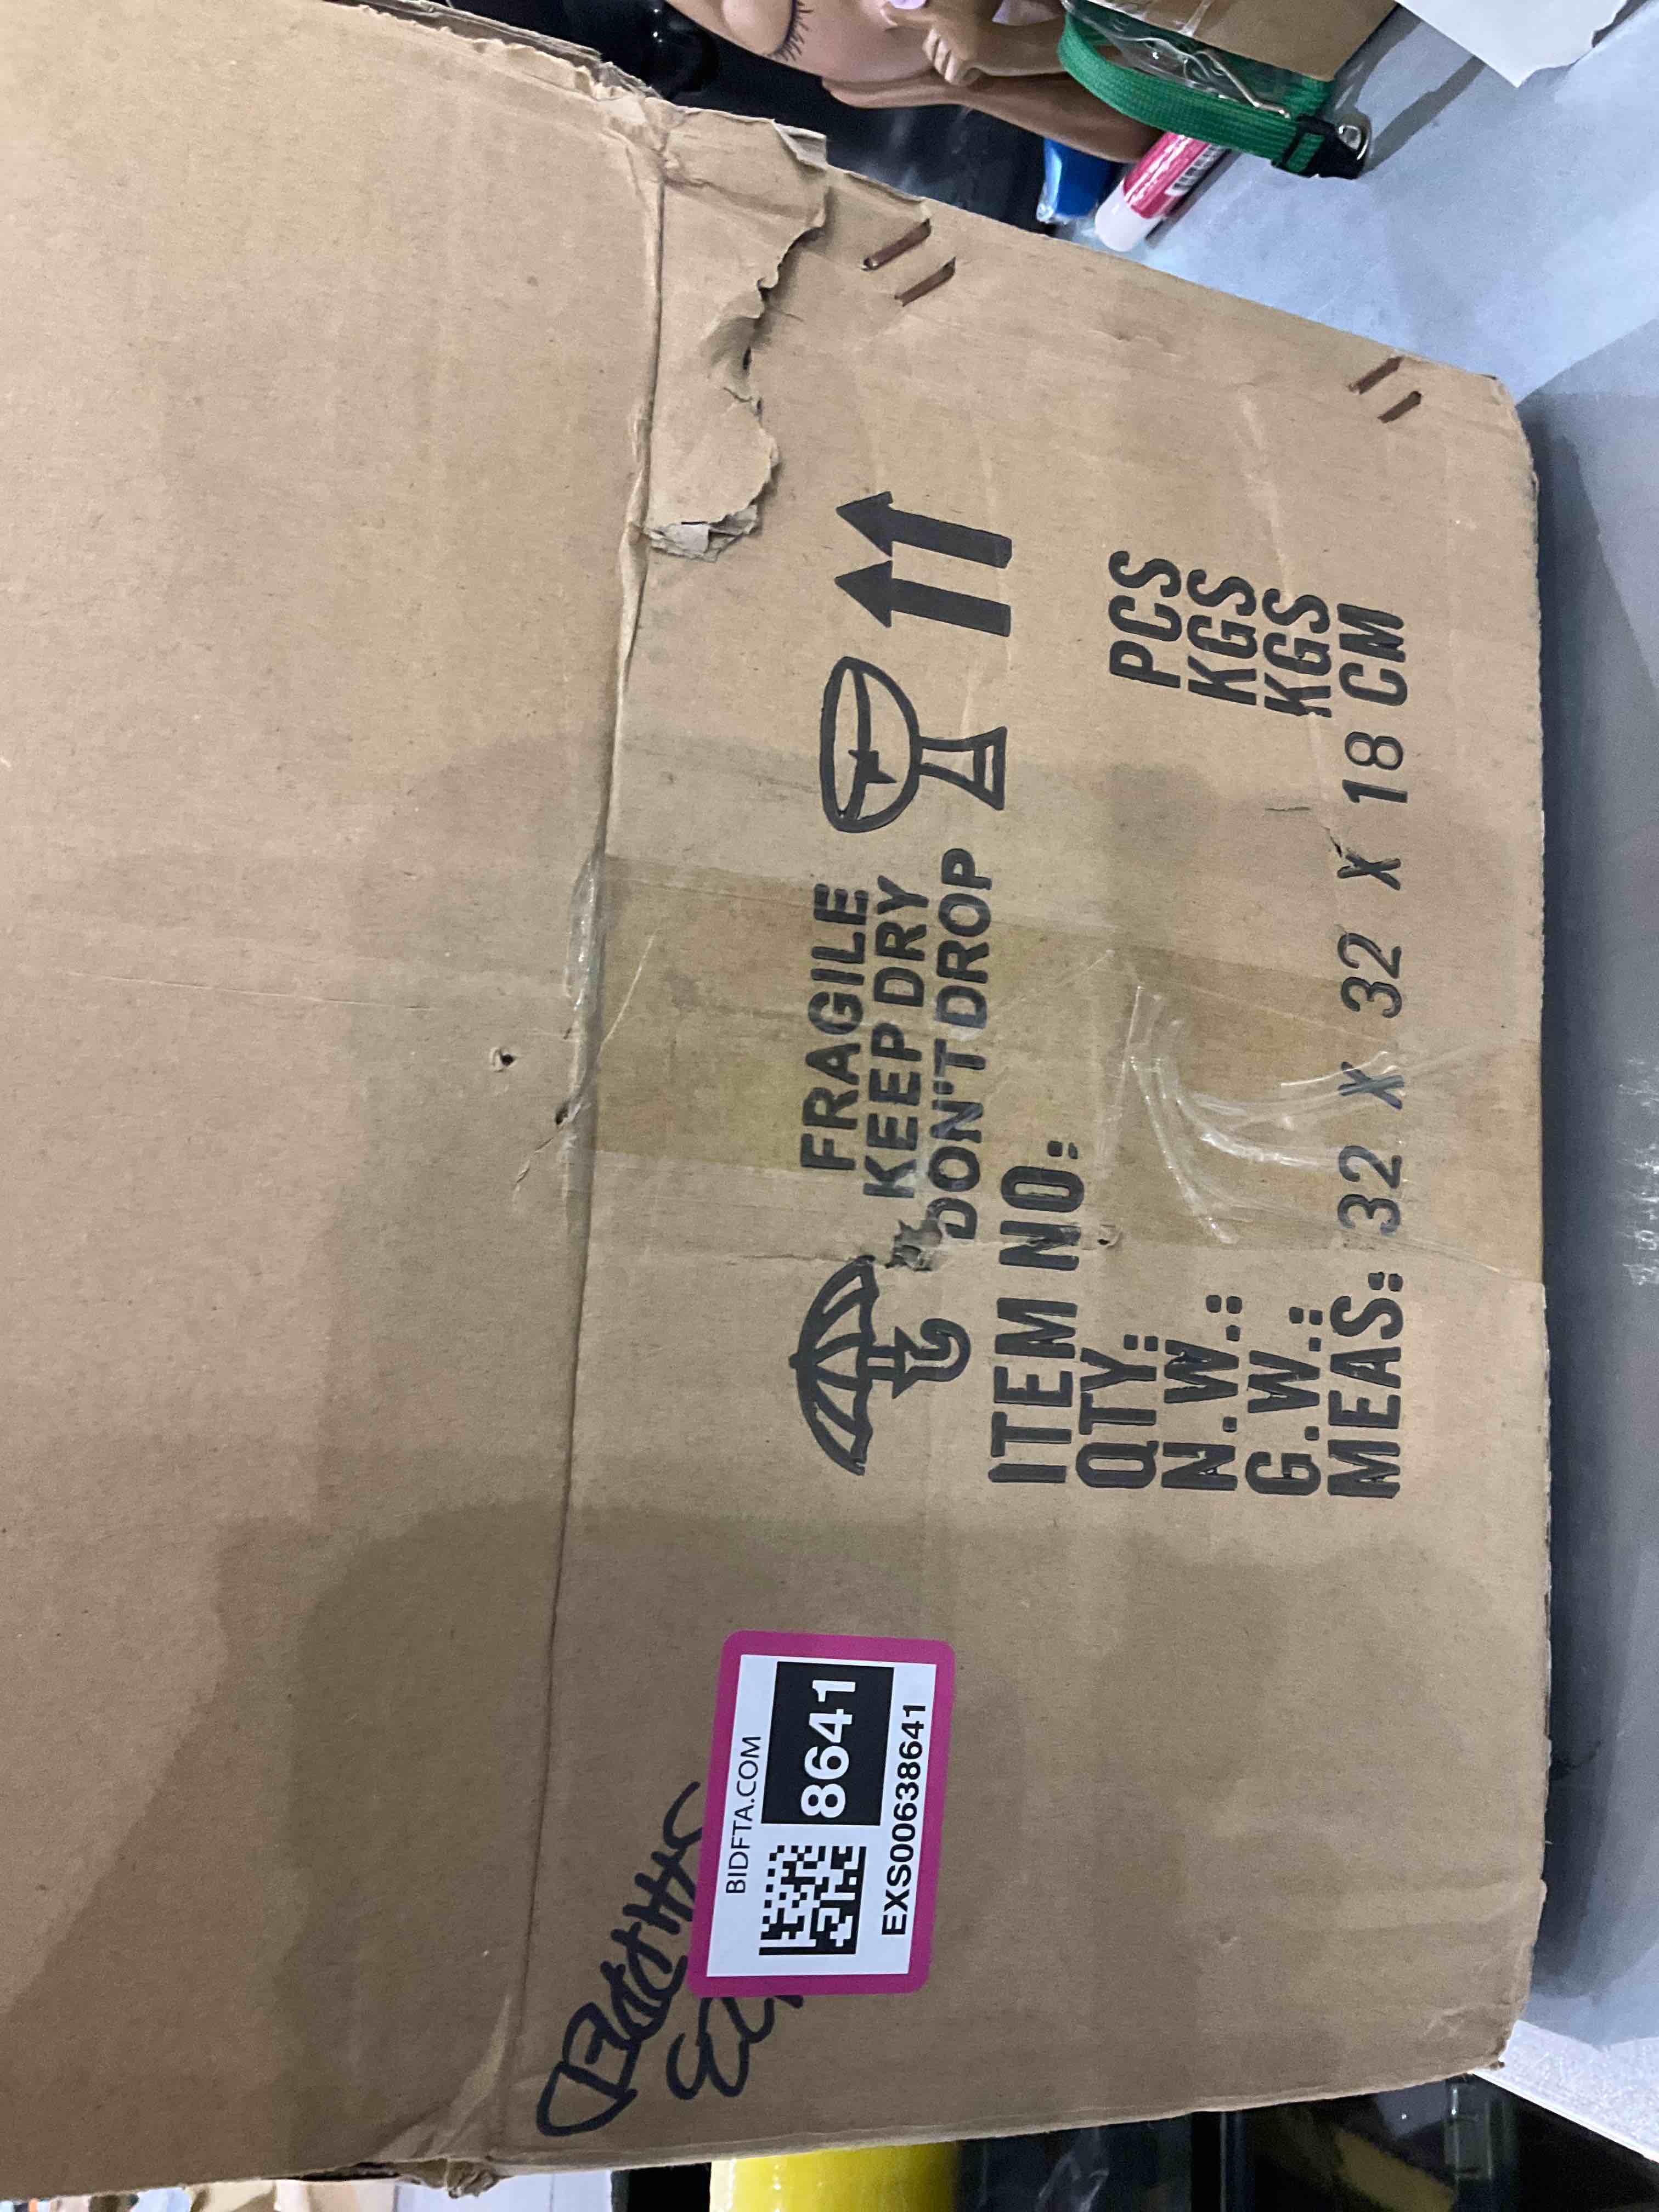 FRAGILE
KEEP DRY
DON'T DROP
ITEM NO:
QTY.: PCS
N.W.: KGS
G.W.: KGS
MEAS: 32 X 32 X 18 CM
BIDFTA.COM
8641
EXS00638641